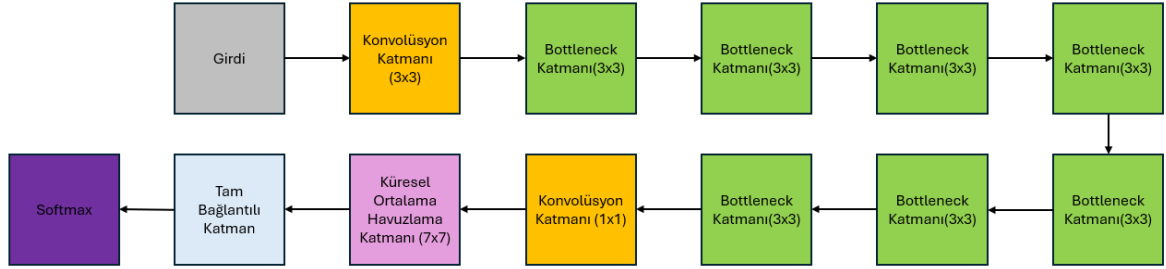 Girdi
Konvolüsyon
Katmanı
(3x3)
Bottleneck
Katmanı(3x3)
Bottleneck
Katmanı(3x3)
Bottleneck
Katmanı(3x3)
Bottleneck
Katmanı(3x3)
Softmax
Tam
Bağlantılı
Katman
Küresel
Ortalama
Havuzlama
Katmanı (7x7)
Konvolüsyon
Katmanı (1x1)
Bottleneck
Katmanı(3x3)
Bottleneck
Katmanı(3x3)
Bottleneck
Katmanı(3x3)